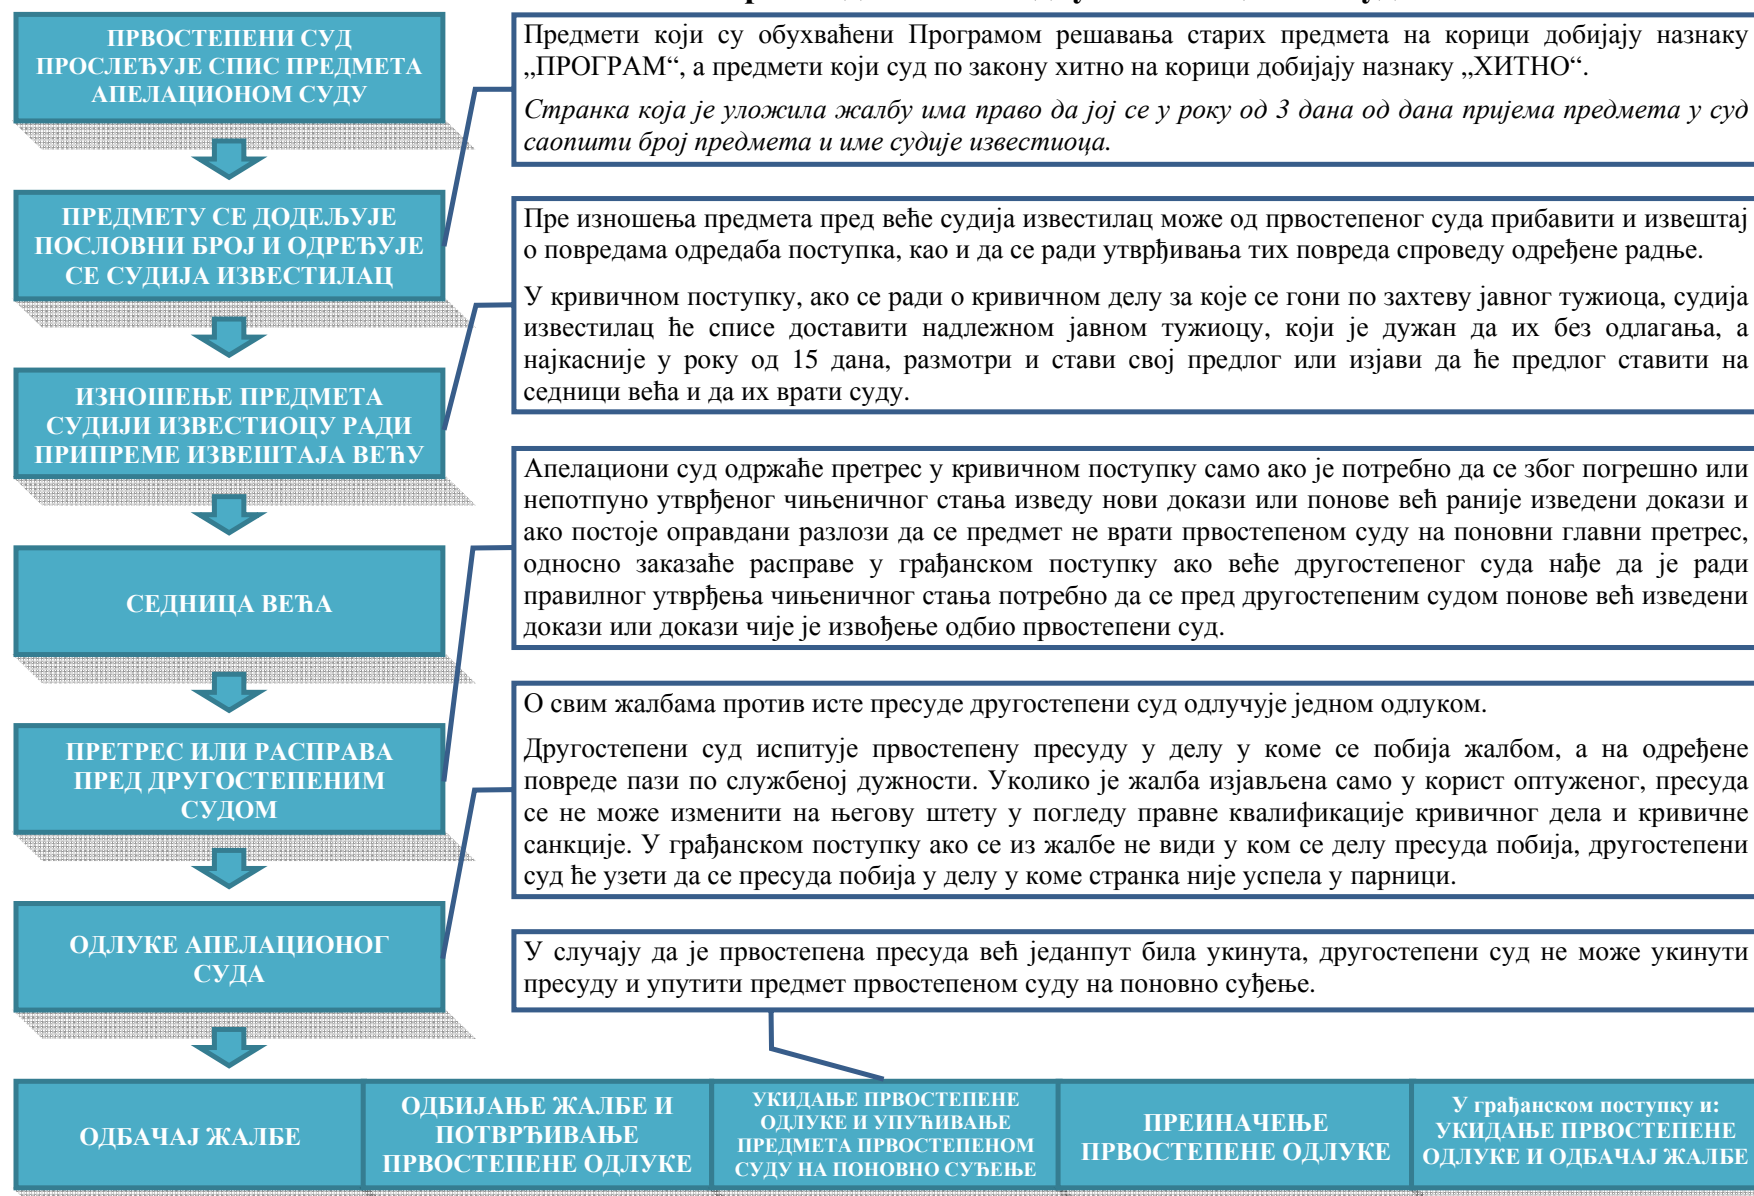 ПРВОСТЕПЕНИ СУД
ПРОСЛЕЂУЈЕ СПИС ПРЕДМЕТА
АПЕЛАЦИОНОМ СУДУ
Предмети који су обухваћени Програмом решавања старих предмета на корици добијају назнаку
„ПРОГРАМ“, а предмети који суд по закону хитно на корици добијају назнаку „ХИТНО“.
Странка која је уложила жалбу има право да јој се у року од 3 дана од дана пријема предмета у суд
саопшти број предмета и име судије известиоца.
ПРЕДМЕТУ СЕ ДОДЕЉУЈЕ
ПОСЛОВНИ БРОЈ И ОДРЕЂУЈЕ
СЕ СУДИЈА ИЗВЕСТИЛАЦ
Пре изношења предмета пред веће судија известилац може од првостепеног суда прибавити и извештај
о повредама одредаба поступка, као и да се ради утврђивања тих повреда спроведу одређене радње.
У кривичном поступку, ако се ради о кривичном делу за које се гони по захтеву јавног тужиоца, судија
известилац ће списе доставити надлежном јавном тужиоцу, који је дужан да их без одлагања, а
најкасније у року од 15 дана, размотри и стави свој предлог или изјави да ће предлог ставити на
седници већа и да их врати суду.
ИЗНОШЕЊЕ ПРЕДМЕТА
СУДИЈИ ИЗВЕСТИОЦУ РАДИ
ПРИПРЕМЕ ИЗВЕШТАЈА ВЕЋУ
Апелациони суд одржаће претрес у кривичном поступку само ако је потребно да се због погрешно или
непотпуно утврђеног чињеничног стања изведу нови докази или понове већ раније изведени докази и
ако постоје оправдани разлози да се предмет не врати првостепеном суду на поновни главни претрес,
односно заказаће расправе у грађанском поступку ако веће другостепеног суда нађе да је ради
правилног утврђења чињеничног стања потребно да се пред другостепеним судом понове већ изведени
докази или докази чије је извођење одбио првостепени суд.
СЕДНИЦА ВЕЋА
О свим жалбама против исте пресуде другостепени суд одлучује једном одлуком.
Другостепени суд испитује првостепену пресуду у делу у коме се побија жалбом, а на одређене
повреде пази по службеној дужности. Уколико је жалба изјављена само у корист оптуженог, пресуда
се не може изменити на његову штету у погледу правне квалификације кривичног дела и кривичне
санкције. У грађанском поступку ако се из жалбе не види у ком се делу пресуда побија, другостепени
суд ће узети да се пресуда побија у делу у коме странка није успела у парници.
ПРЕТРЕС ИЛИ РАСПРАВА
ПРЕД ДРУГОСТЕПЕНИМ
СУДОМ
ОДЛУКЕ АПЕЛАЦИОНОГ
СУДА
У случају да је првостепена пресуда већ једанпут била укинута, другостепени суд не може укинути
пресуду и упутити предмет првостепеном суду на поновно суђење.
ОДБАЧАЈ ЖАЛБЕ
ОДБИЈАЊЕ ЖАЛБЕ И
ПОТВРЂИВАЊЕ
ПРВОСТЕПЕНЕ ОДЛУКЕ
УКИДАЊЕ ПРВОСТЕПЕНЕ
ОДЛУКЕ И УПУЋИВАЊЕ
ПРЕДМЕТА ПРВОСТЕПЕНОМ
СУДУ НА ПОНОВНО СУЂЕЊЕ
ПРЕИНАЧЕЊЕ
ПРВОСТЕПЕНЕ ОДЛУКЕ
У грађанском поступку и:
УКИДАЊЕ ПРВОСТЕПЕНЕ
ОДЛУКЕ И ОДБАЧАЈ ЖАЛБЕ